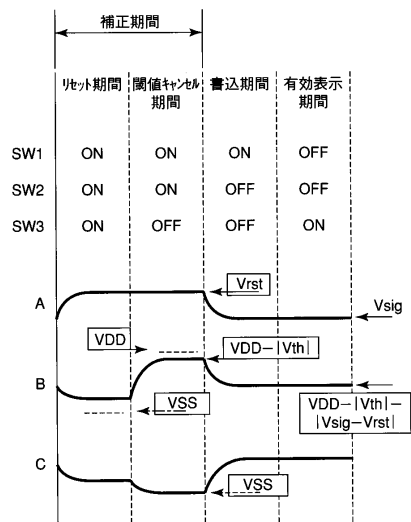 補正期間
リセット期間 閾値キャンセル期間 書込期間 有効表示期間
SW1 ON ON ON OFF
SW2 ON ON OFF OFF
SW3 ON OFF OFF ON
A Vrst Vsig
VDD VDD－|Vth|
B VSS VDD－|Vth|－
|Vsig－Vrst|
C VSS